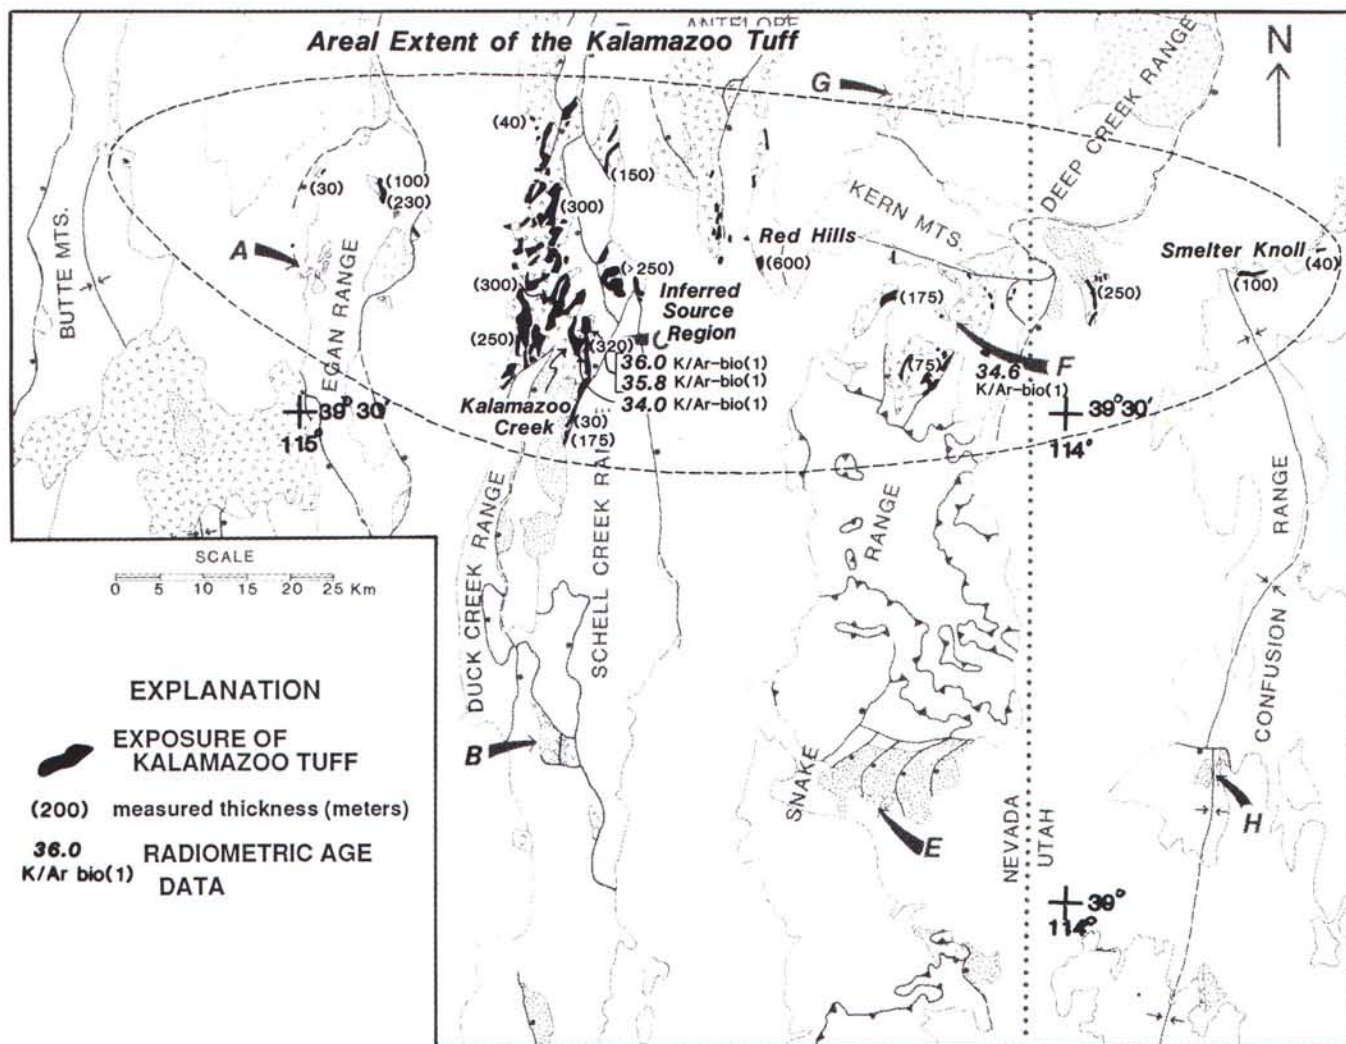 ANTELOPE
Areal Extent of the Kalamazoo Tuff
N
G
DEEP CREEK RANGE
(40)
(150)
(30)
(100)
(230)
(300)
KERN MTS.
A
BUTTE MTS.
EGAN RANGE
Red Hills
(600)
Smelter Knoll
(40)
(100)
(>250)
(300)
Inferred
Source
Region
(175)
(250)
(250)
(320)
C
36.0 K/Ar-bio(1)
35.8 K/Ar-bio(1)
34.0 K/Ar-bio(1)
(75)
34.6
K/Ar-bio(1)
F
Kalamazoo
Creek
(30)
(175)
39° 30'
115°
39° 30'
114°
SCALE
0 5 10 15 20 25 Km
DUCK CREEK RANGE
SCHELL CREEK RAN
RANGE
SNAKE
CONFUSION RANGE
B
E
H
NEVADA
UTAH
39°
114°
EXPLANATION
EXPOSURE OF
KALAMAZOO TUFF
(200) measured thickness (meters)
36.0 RADIOMETRIC AGE
K/Ar bio(1) DATA